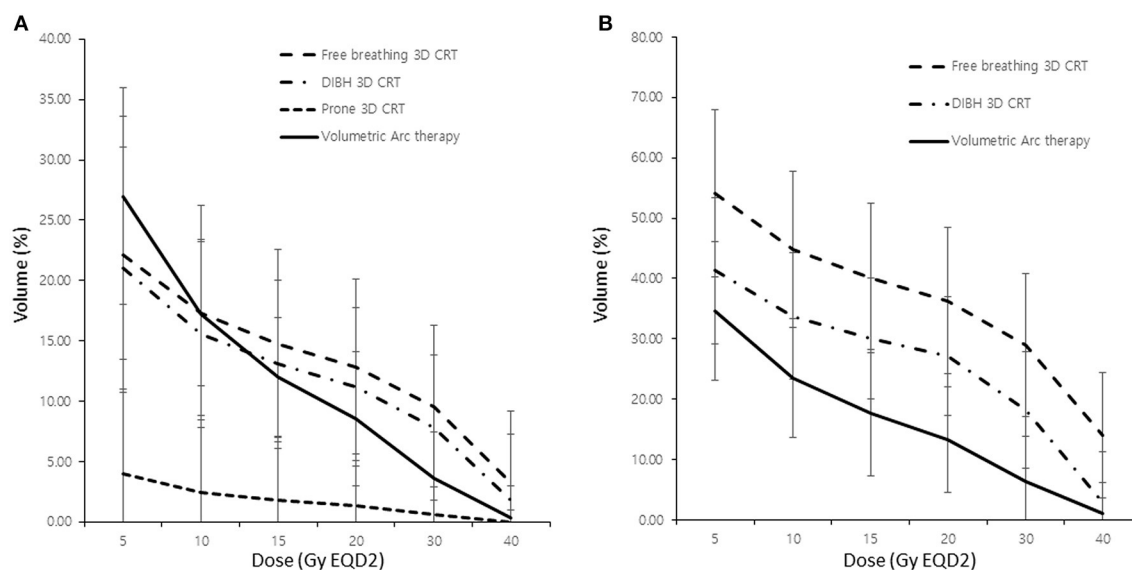 A
40.00
35.00
30.00
25.00
20.00
15.00
10.00
5.00
0.00
Volume (%)
Free breathing 3D CRT
DIBH 3D CRT
Prone 3D CRT
Volumetric Arc therapy
5 10 15 20 30 40
Dose (Gy EQD2)
B
80.00
70.00
60.00
50.00
40.00
30.00
20.00
10.00
0.00
Volume (%)
Free breathing 3D CRT
DIBH 3D CRT
Volumetric Arc therapy
5 10 15 20 30 40
Dose (Gy EQD2)